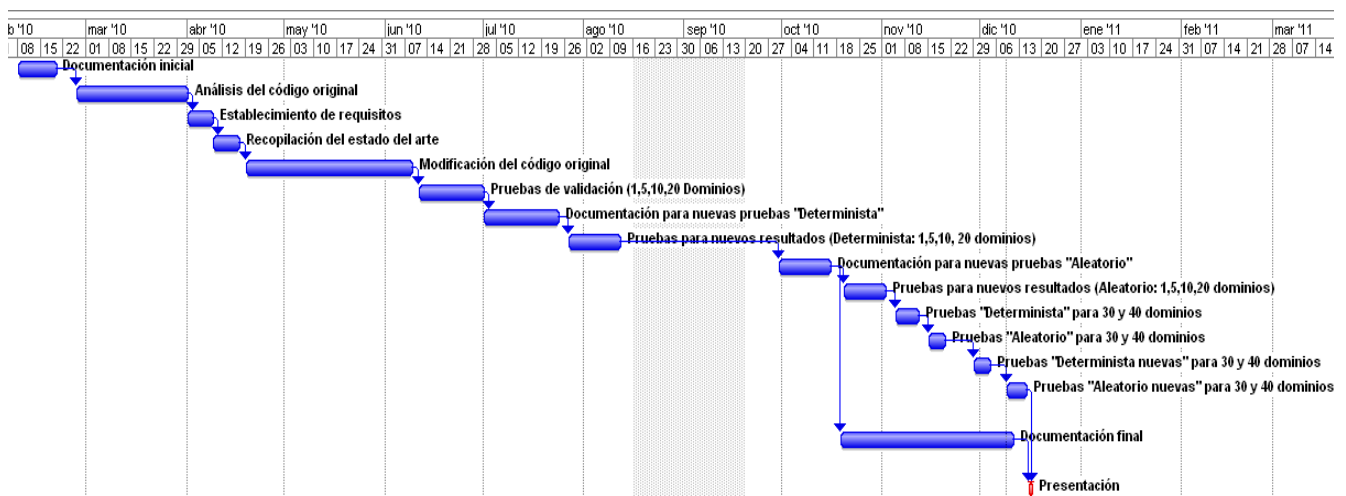 b '10 mar '10 abr '10 may '10 jun '10 jul '10 ago '10 sep '10 oct '10 nov '10 dic '10 ene '11 feb '11 mar '11
08 15 22 01 08 15 22 29 05 12 19 26 03 10 17 24 31 07 14 21 28 05 12 19 26 02 09 16 23 30 06 13 20 27 04 11 18 25 01 08 15 22 29 06 13 20 27 03 10 17 24 31 07 14 21 28 07 14
Documentación inicial
Análisis del código original
Establecimiento de requisitos
Recopilación del estado del arte
Modificación del código original
Pruebas de validación (1,5,10,20 Dominios)
Documentación para nuevas pruebas "Determinista"
Pruebas para nuevos resultados (Determinista: 1,5,10, 20 dominios)
Documentación para nuevas pruebas "Aleatorio"
Pruebas para nuevos resultados (Aleatorio: 1,5,10,20 dominios)
Pruebas "Determinista" para 30 y 40 dominios
Pruebas "Aleatorio" para 30 y 40 dominios
Pruebas "Determinista nuevas" para 30 y 40 dominios
Pruebas "Aleatorio nuevas" para 30 y 40 dominios
Documentación final
Presentación